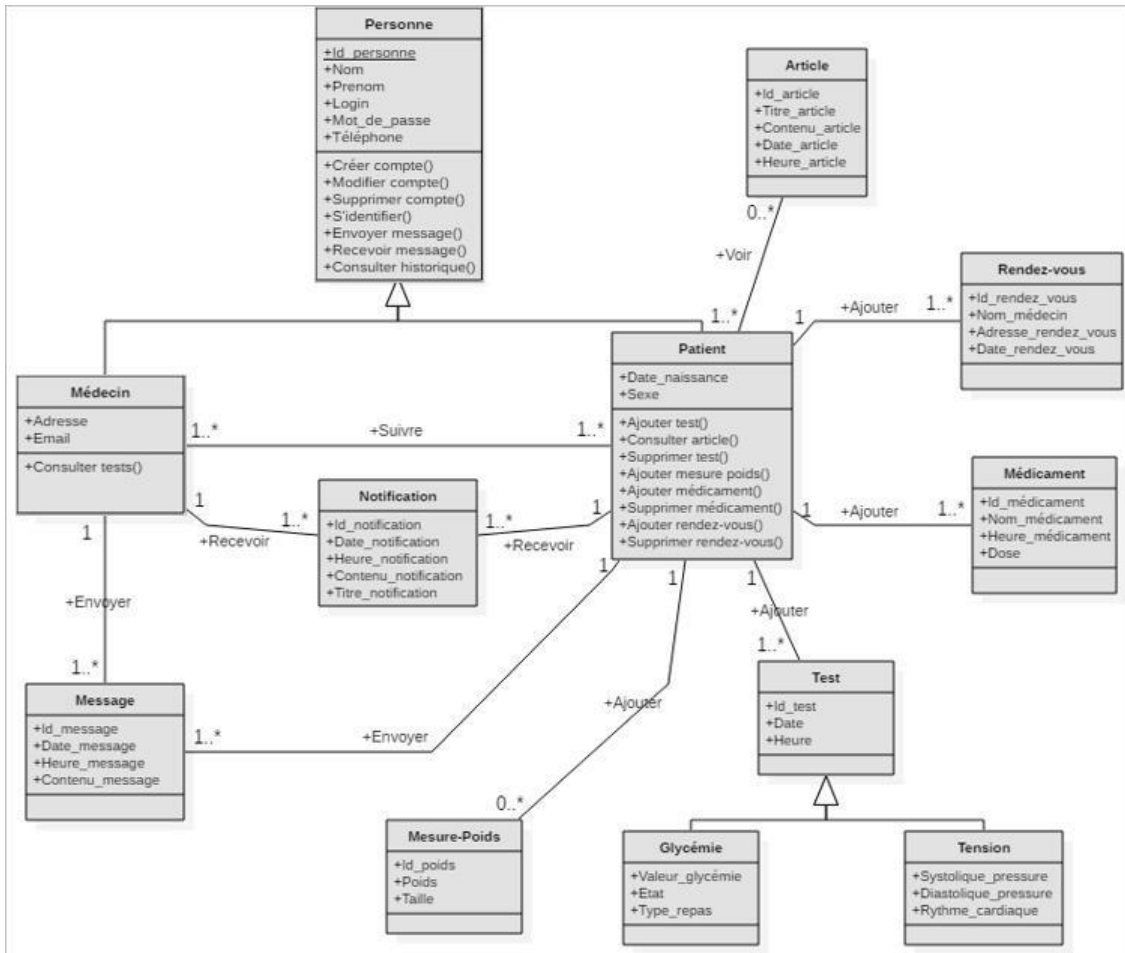 Personne
+Id_personne
+Nom
+Prenom
+Login
+Mot_de_passe
+Téléphone
+Créer compte()
+Modifier compte()
+Supprimer compte()
+S'identifier()
+Envoyer message()
+Recevoir message()
+Consulter historique()
Article
+Id_article
+Titre_article
+Contenu_article
+Date_article
+Heure_article
0..*
+Voir
1..*
Rendez-vous
+Id_rendez_vous
+Nom_médecin
+Adresse_rendez_vous
+Date_rendez_vous
1
+Ajouter
1..*
Patient
+Date_naissance
+Sexe
+Ajouter test()
+Consulter article()
+Supprimer test()
+Ajouter mesure poids()
+Ajouter médicament()
+Supprimer médicament()
+Ajouter rendez-vous()
+Supprimer rendez-vous()
Médecin
+Adresse
+Email
+Consulter tests()
1..*
+Suivre
1..*
Notification
+Id_notification
+Date_notification
+Heure_notification
+Contenu_notification
+Titre_notification
1
1..*
+Recevoir
1..*
1
+Recevoir
Médicament
+Id_médicament
+Nom_médicament
+Heure_médicament
+Dose
1
+Ajouter
1..*
1
+Envoyer
1..*
Message
+Id_message
+Date_message
+Heure_message
+Contenu_message
1..*
+Envoyer
1
1
+Ajouter
0..*
Mesure-Poids
+Id_poids
+Poids
+Taille
1
+Ajouter
1..*
Test
+Id_test
+Date
+Heure
Glycémie
+Valeur_glycémie
+Etat
+Type_repas
Tension
+Systolique_pressure
+Diastolique_pressure
+Rythme_cardiaque